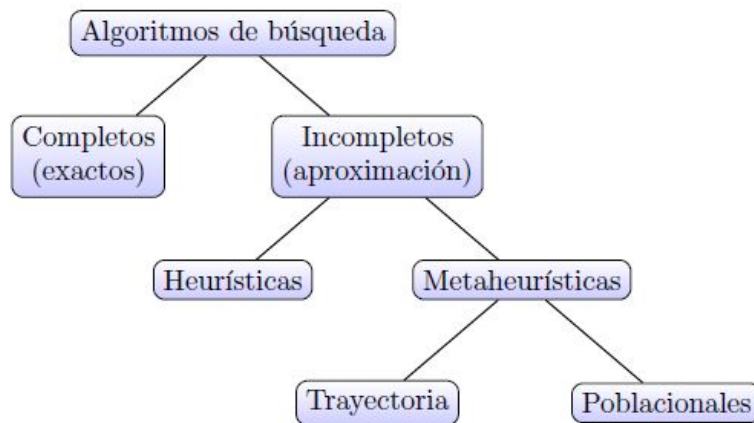 Algoritmos de búsqueda
Completos
(exactos)
Incompletos
(aproximación)
Heurísticas
Metaheurísticas
Trayectoria
Poblacionales